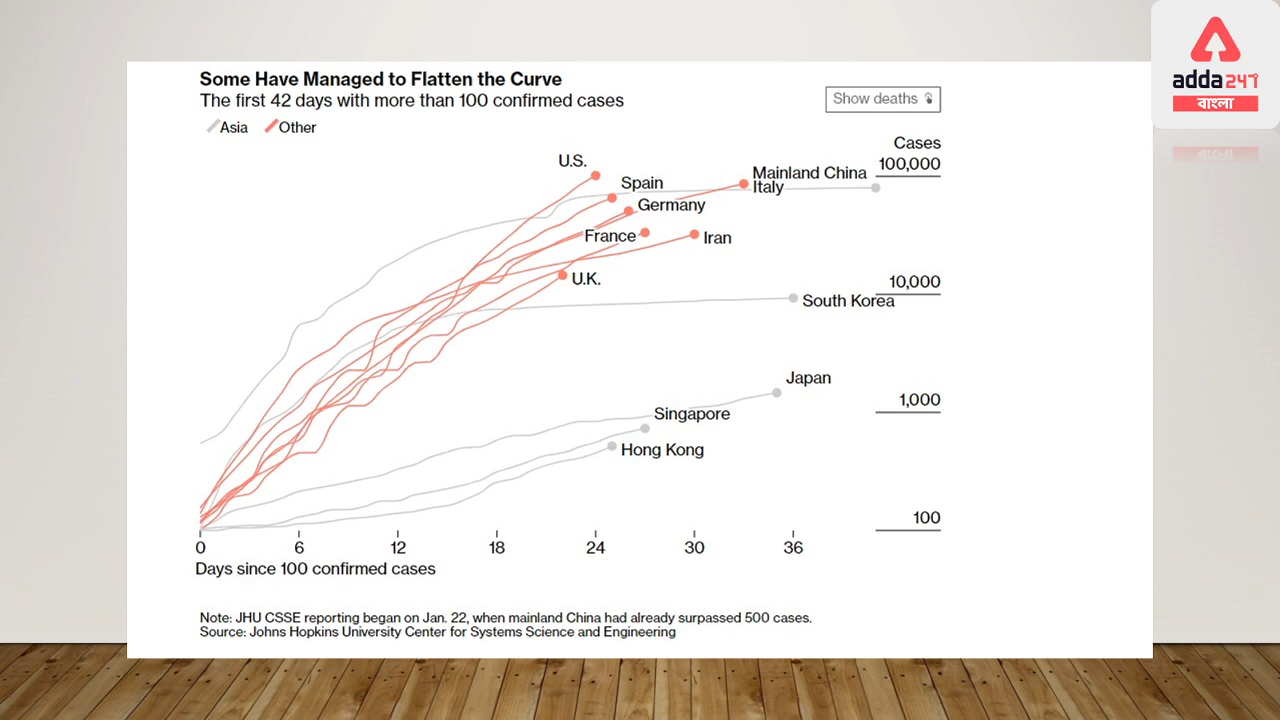 adda247
বাংলা
Some Have Managed to Flatten the Curve
The first 42 days with more than 100 confirmed cases
Show deaths
Asia Other
Cases
100,000
10,000
1,000
100
U.S.
Spain
Germany
France
U.K.
Mainland China
Italy
Iran
South Korea
Japan
Singapore
Hong Kong
0 6 12 18 24 30 36
Days since 100 confirmed cases
Note: JHU CSSE reporting began on Jan. 22, when mainland China had already surpassed 500 cases.
Source: Johns Hopkins University Center for Systems Science and Engineering